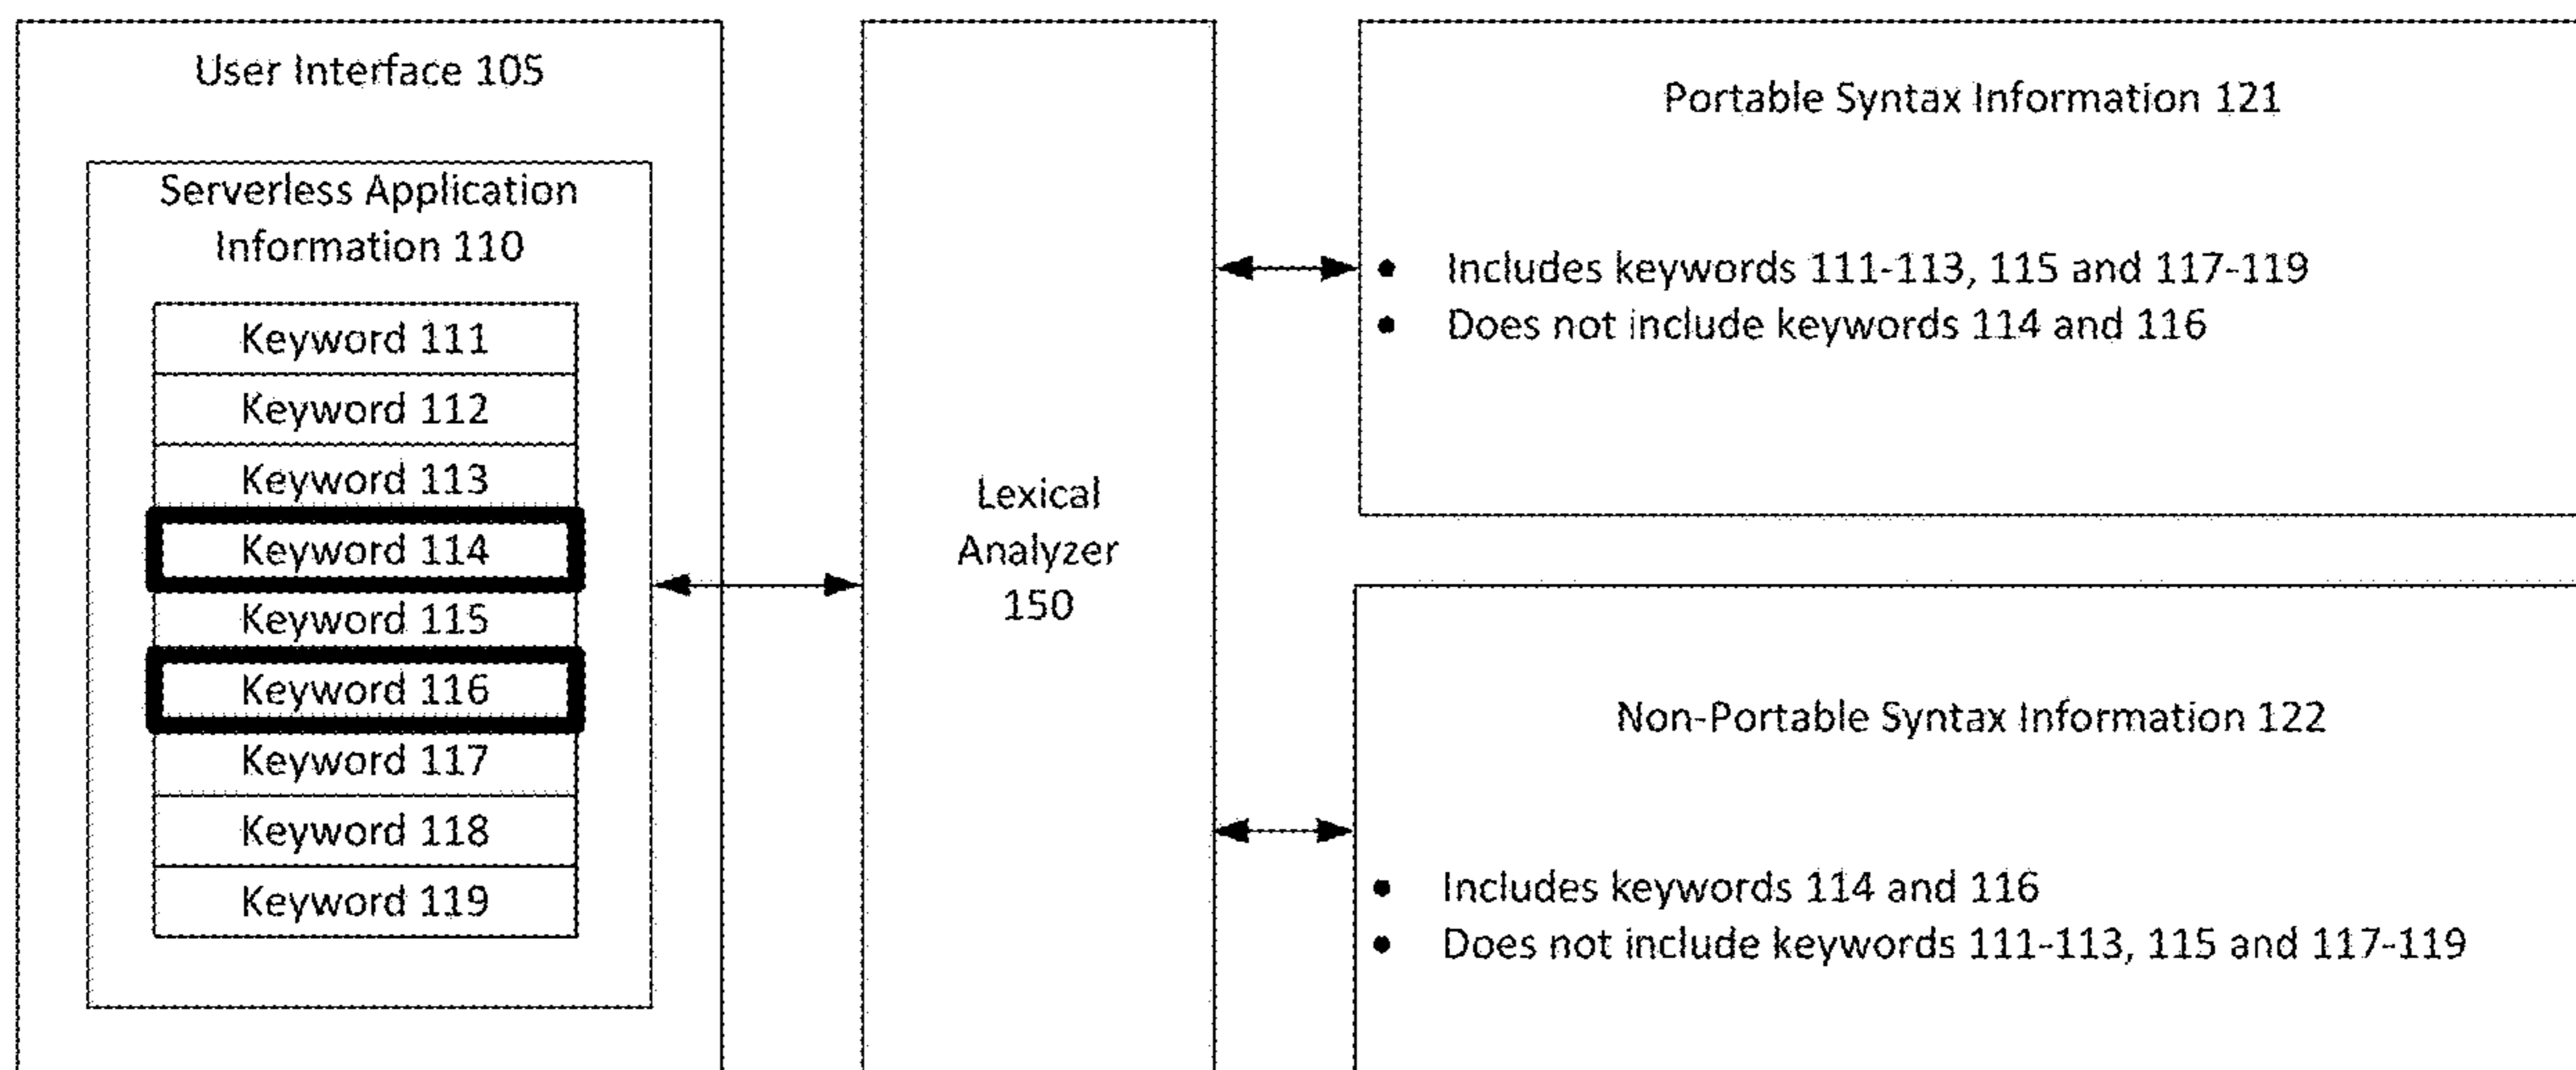 User Interface 105
Serverless Application
Information 110
Keyword 111
Keyword 112
Keyword 113
Keyword 114
Keyword 115
Keyword 116
Keyword 117
Keyword 118
Keyword 119
Lexical
Analyzer
150
Portable Syntax Information 121
• Includes keywords 111-113, 115 and 117-119
• Does not include keywords 114 and 116
Non-Portable Syntax Information 122
• Includes keywords 114 and 116
• Does not include keywords 111-113, 115 and 117-119